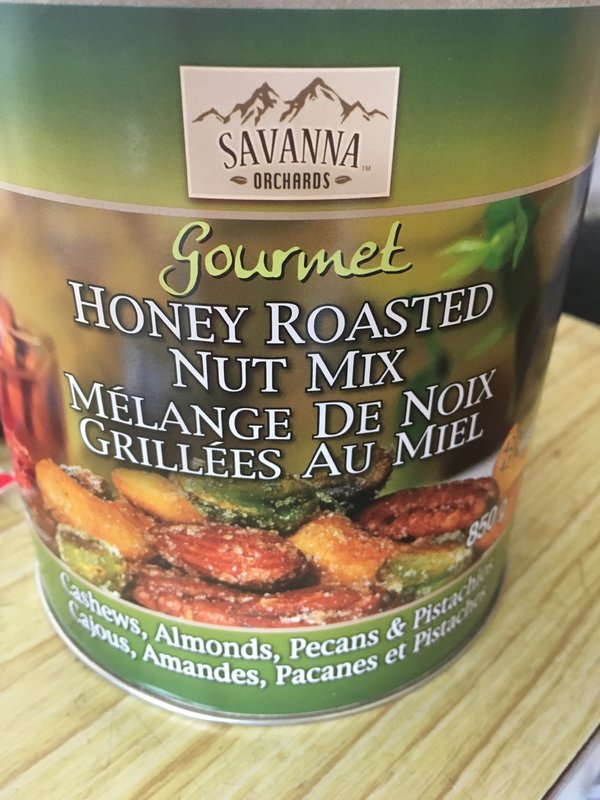 SAVANNA™
ORCHARDS
Gourmet
HONEY ROASTED
NUT MIX
MÉLANGE DE NOIX
GRILLÉES AU MIEL
850 g
Cashews, Almonds, Pecans & Pistachios
Cajous, Amandes, Pacanes et Pistaches